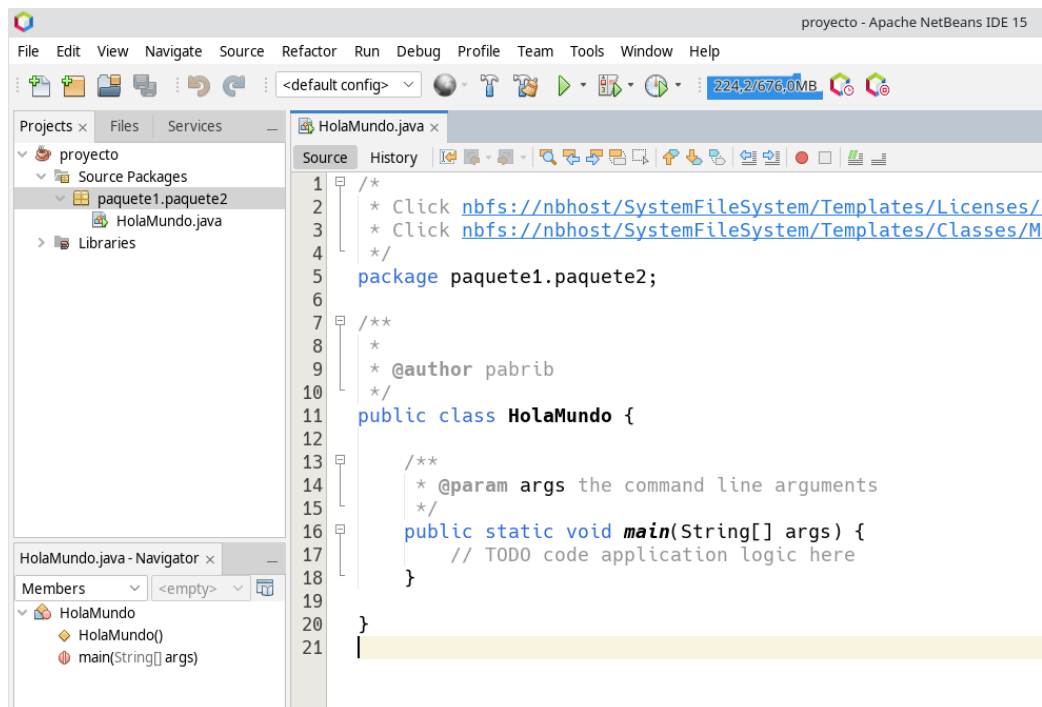 proyecto - Apache NetBeans IDE 15
File Edit View Navigate Source Refactor Run Debug Profile Team Tools Window Help
<default config> 224,2/676,0MB
Projects Files Services
proyecto
Source Packages
paquete1.paquete2
HolaMundo.java
Libraries
HolaMundo.java - Navigator
Members <empty>
HolaMundo
HolaMundo()
main(String[] args)
HolaMundo.java
Source History
1 /*
2 * Click nbfs://nbhost/SystemFileSystem/Templates/Licenses/
3 * Click nbfs://nbhost/SystemFileSystem/Templates/Classes/M
4 */
5 package paquete1.paquete2;
6
7 /**
8 *
9 * @author pabrib
10 */
11 public class HolaMundo {
12
13 /**
14 * @param args the command line arguments
15 */
16 public static void main(String[] args) {
17 // TODO code application logic here
18 }
19
20 }
21